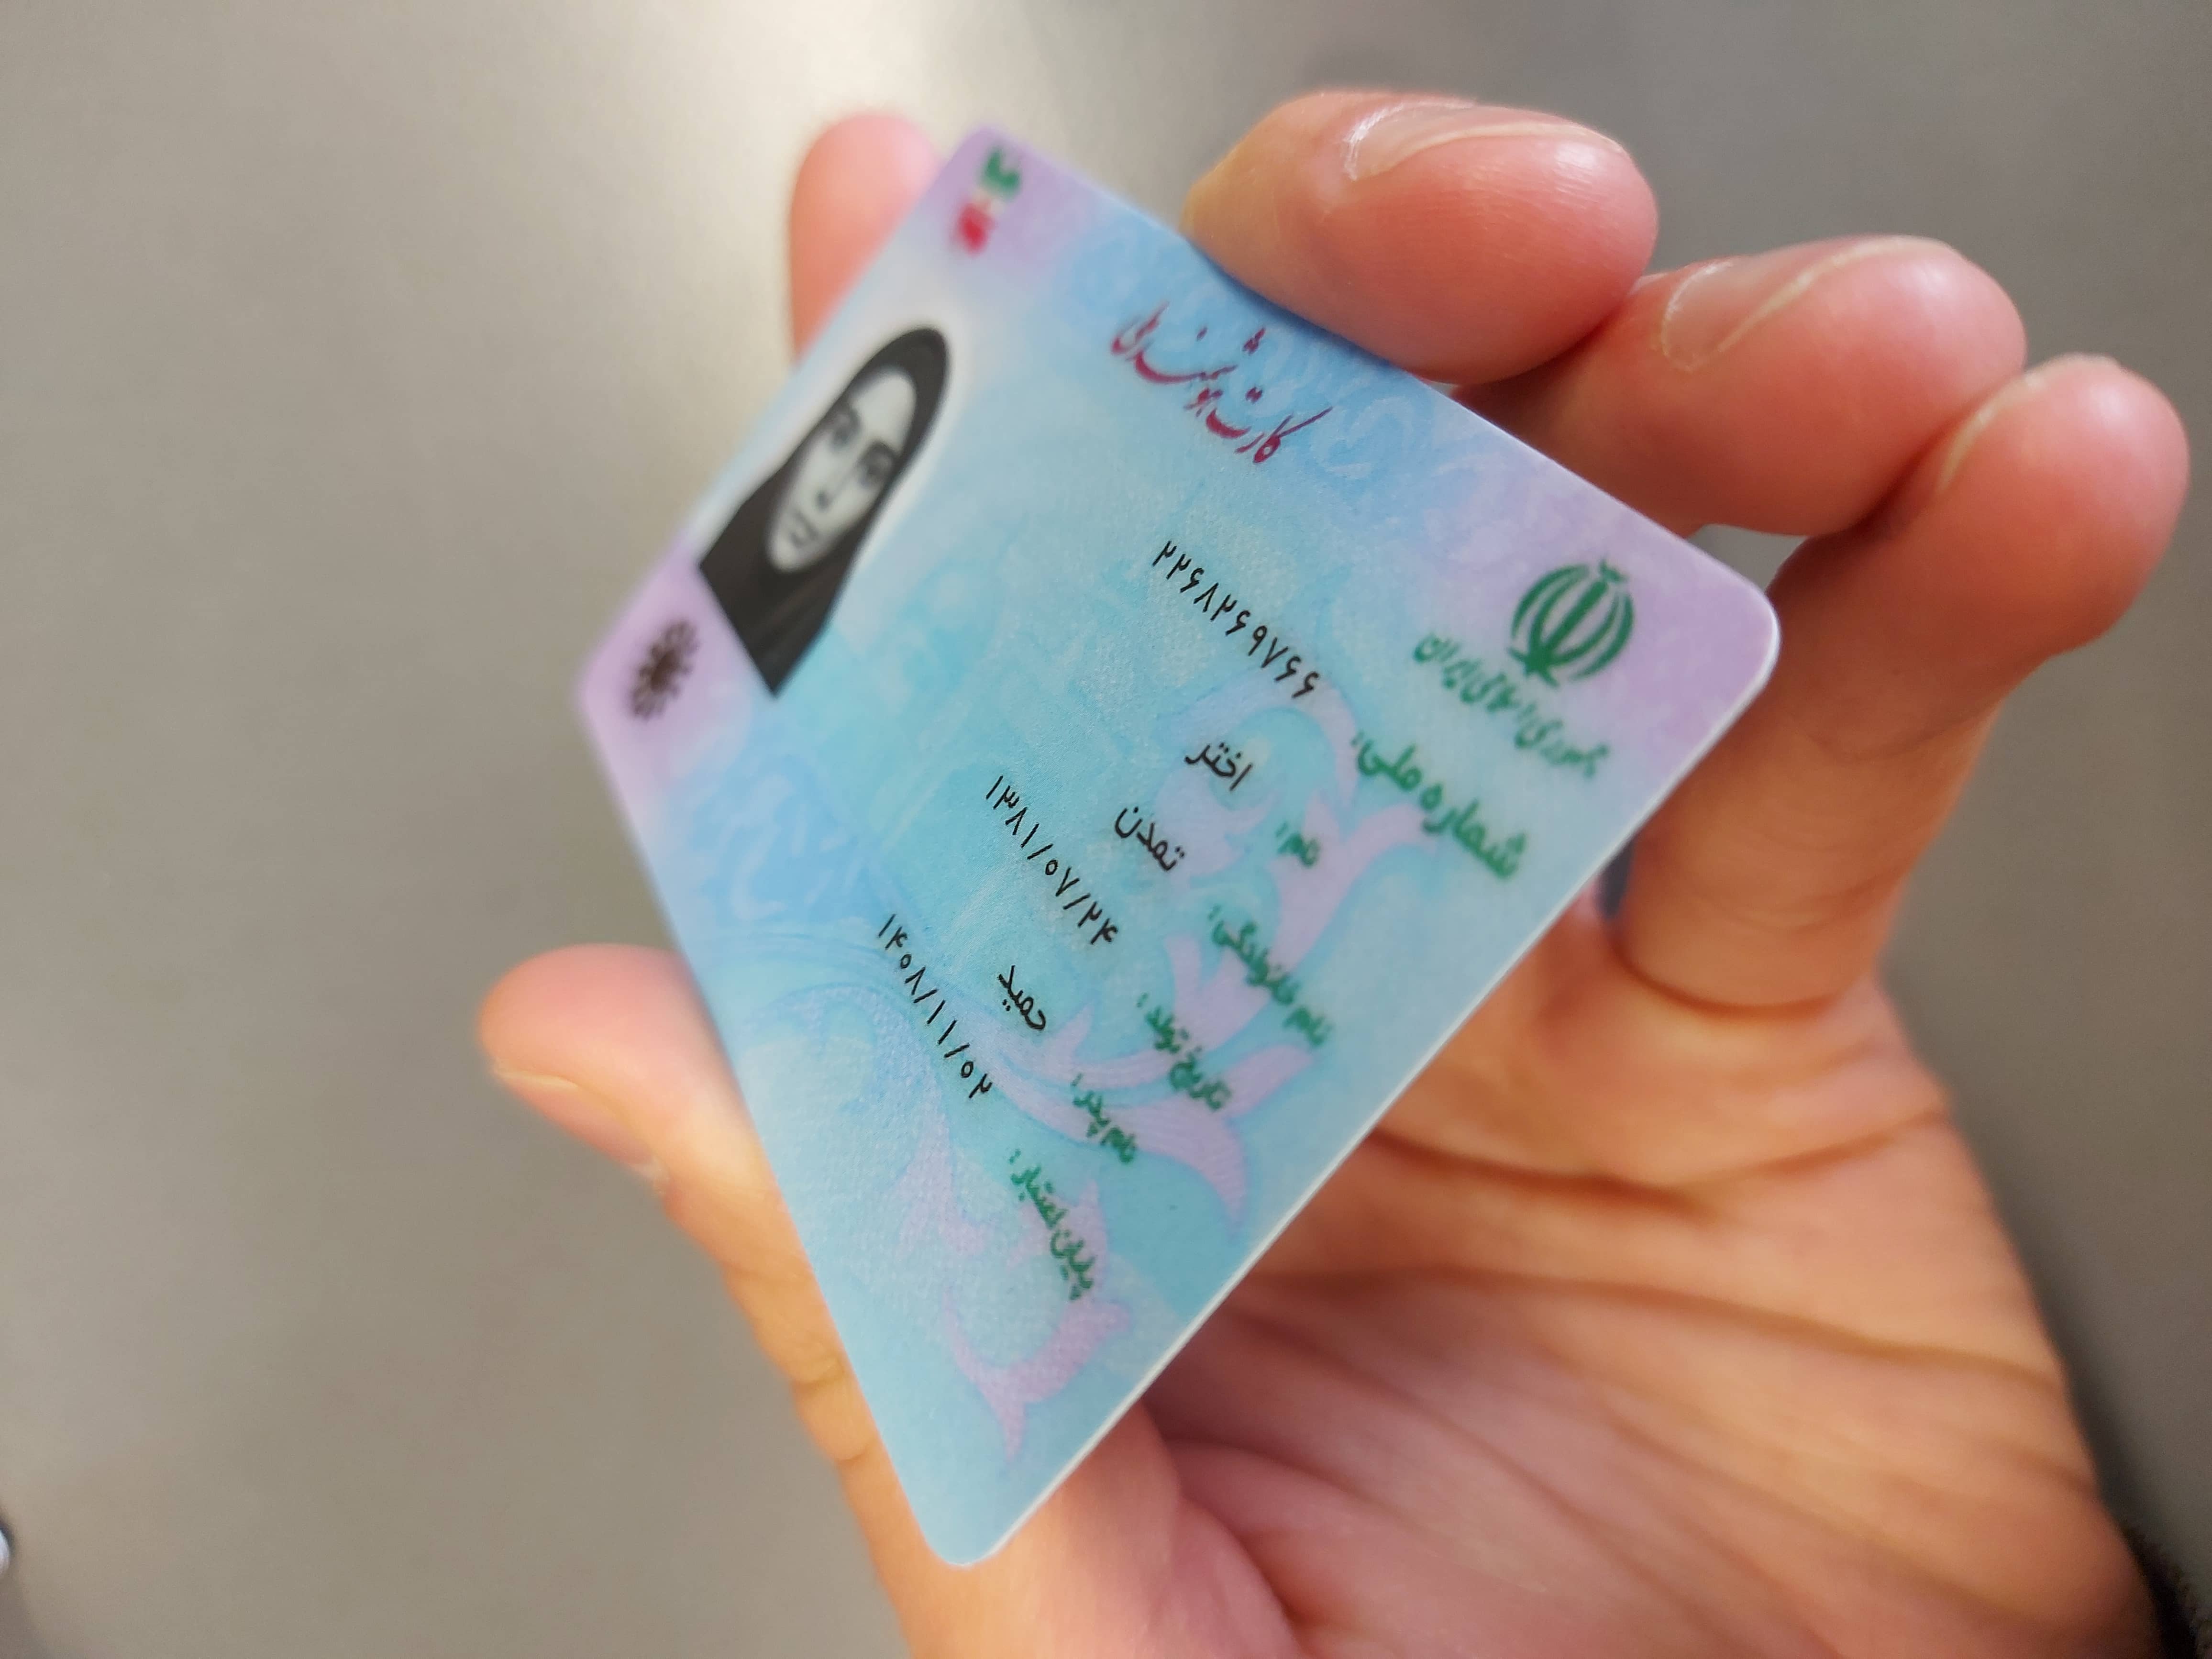 جمهوری اسلامی ایران
کارت هوشمند ملی
شماره ملی: ۲۲۶۸۲۶۹۷۶۶
نام: اختر
نام خانوادگی: تمدن
تاریخ تولد: ۱۳۸۱/۰۷/۲۴
نام پدر: حمید
پایان اعتبار: ۱۴۰۸/۱۱/۰۲